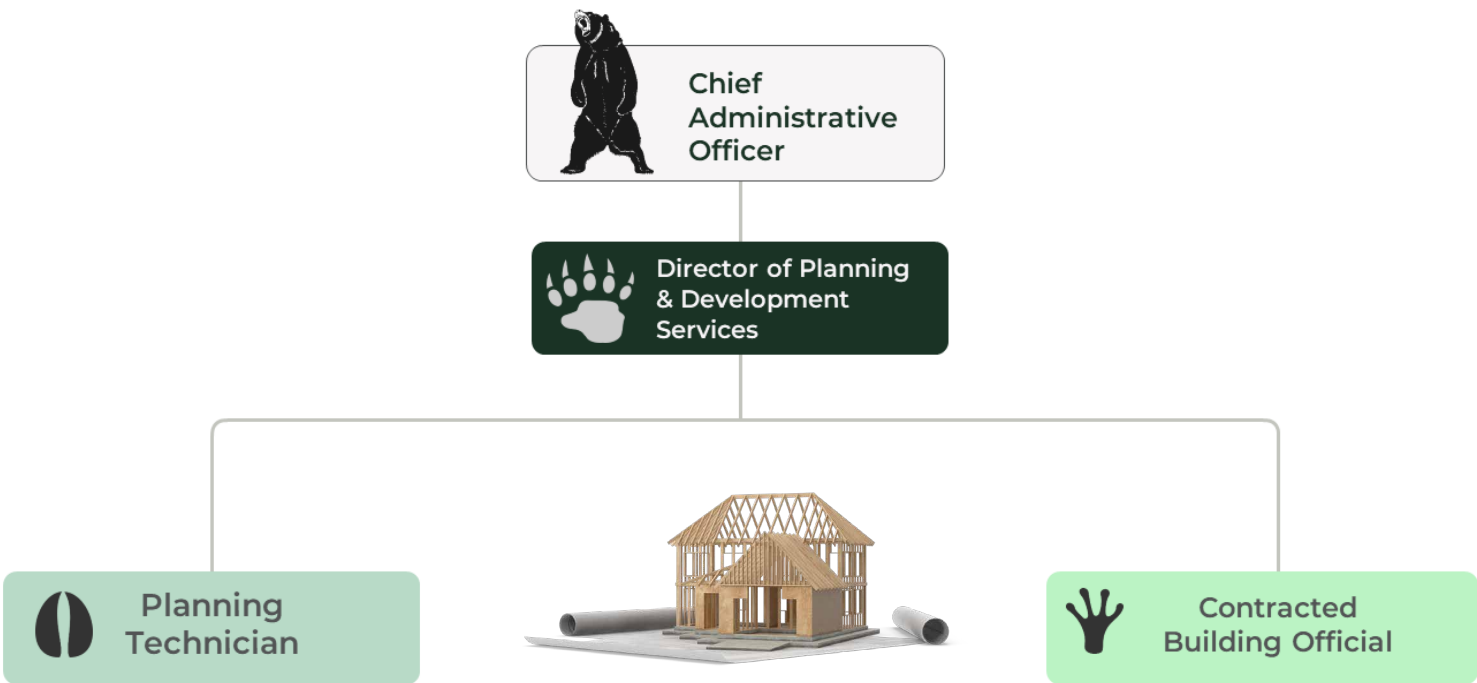 Chief
Administrative
Officer
Director of Planning
& Development
Services
Planning
Technician
Contracted
Building Official